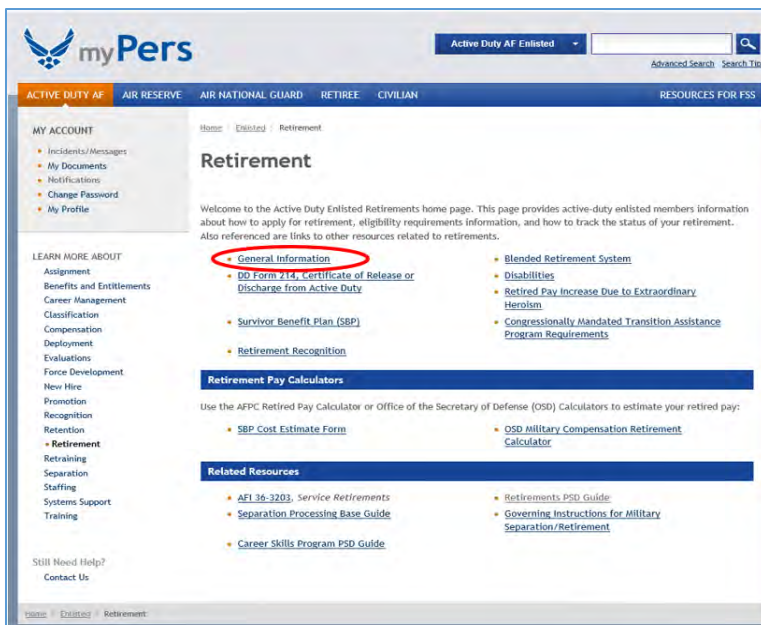 myPers
Active Duty AF Enlisted
Advanced Search Search Tip
ACTIVE DUTY AF AIR RESERVE AIR NATIONAL GUARD RETIREE CIVILIAN RESOURCES FOR FSS
MY ACCOUNT
Incidents/Messages
My Documents
Notifications
Change Password
My Profile
LEARN MORE ABOUT
Assignment
Benefits and Entitlements
Career Management
Classification
Compensation
Deployment
Evaluations
Force Development
New Hire
Promotion
Recognition
Retention
Retirement
Retraining
Separation
Staffing
Systems Support
Training
Still Need Help?
Contact Us
Home / Enlisted / Retirement
Retirement
Welcome to the Active Duty Enlisted Retirements home page. This page provides active-duty enlisted members information
about how to apply for retirement, eligibility requirements information, and how to track the status of your retirement.
Also referenced are links to other resources related to retirements.
General Information
DD Form 214, Certificate of Release or
Discharge from Active Duty
Survivor Benefit Plan (SBP)
Retirement Recognition
Blended Retirement System
Disabilities
Retired Pay Increase Due to Extraordinary
Heroism
Congressionally Mandated Transition Assistance
Program Requirements
Retirement Pay Calculators
Use the AFPC Retired Pay Calculator or Office of the Secretary of Defense (OSD) Calculators to estimate your retired pay:
SBP Cost Estimate Form
OSD Military Compensation Retirement
Calculator
Related Resources
AFI 36-3203, Service Retirements
Separation Processing Base Guide
Career Skills Program PSD Guide
Retirements PSD Guide
Governing Instructions for Military
Separation/Retirement
Home / Enlisted / Retirement